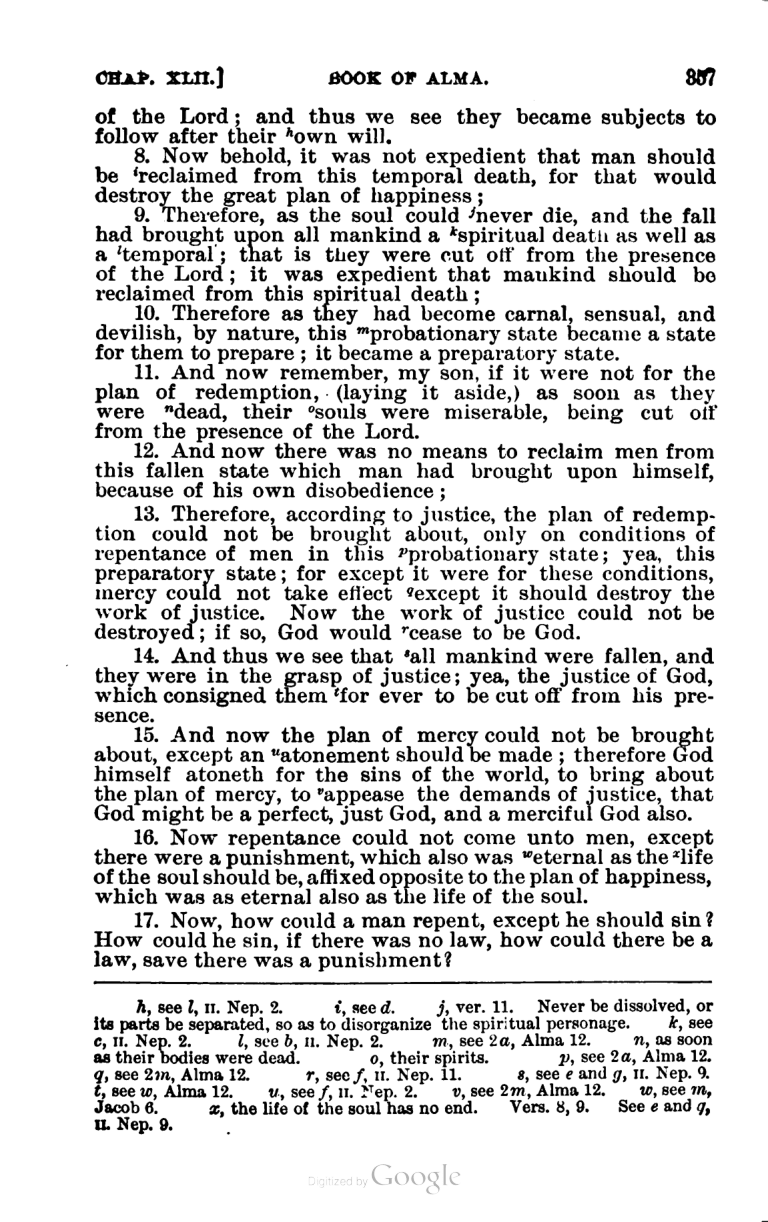 CHAP. XLII.] BOOK OF ALMA. 357
of the Lord; and thus we see they became subjects to
follow after their ʰown will.
8. Now behold, it was not expedient that man should
be ⁱreclaimed from this temporal death, for that would
destroy the great plan of happiness;
9. Therefore, as the soul could ʲnever die, and the fall
had brought upon all mankind a ᵏspiritual death as well as
a ˡtemporal; that is they were cut off from the presence
of the Lord; it was expedient that mankind should be
reclaimed from this spiritual death;
10. Therefore as they had become carnal, sensual, and
devilish, by nature, this ᵐprobationary state became a state
for them to prepare; it became a preparatory state.
11. And now remember, my son, if it were not for the
plan of redemption, (laying it aside,) as soon as they
were ⁿdead, their ᵒsouls were miserable, being cut off
from the presence of the Lord.
12. And now there was no means to reclaim men from
this fallen state which man had brought upon himself,
because of his own disobedience;
13. Therefore, according to justice, the plan of redemp-
tion could not be brought about, only on conditions of
repentance of men in this ᵖprobationary state; yea, this
preparatory state; for except it were for these conditions,
mercy could not take effect qexcept it should destroy the
work of justice. Now the work of justice could not be
destroyed; if so, God would ʳcease to be God.
14. And thus we see that ˢall mankind were fallen, and
they were in the grasp of justice; yea, the justice of God,
which consigned them ᵗfor ever to be cut off from his pre-
sence.
15. And now the plan of mercy could not be brought
about, except an ᵘatonement should be made; therefore God
himself atoneth for the sins of the world, to bring about
the plan of mercy, to ᵛappease the demands of justice, that
God might be a perfect, just God, and a merciful God also.
16. Now repentance could not come unto men, except
there were a punishment, which also was ʷeternal as the ˣlife
of the soul should be, affixed opposite to the plan of happiness,
which was as eternal also as the life of the soul.
17. Now, how could a man repent, except he should sin?
How could he sin, if there was no law, how could there be a
law, save there was a punishment?
h, see l, II. Nep. 2. i, see d. j, ver. 11. Never be dissolved, or
its parts be separated, so as to disorganize the spiritual personage. k, see
c, II. Nep. 2. l, see b, II. Nep. 2. m, see 2a, Alma 12. n, as soon
as their bodies were dead. o, their spirits. p, see 2a, Alma 12.
q, see 2m, Alma 12. r, see f, II. Nep. 11. s, see e and g, II. Nep. 9.
t, see w, Alma 12. u, see f, II. Nep. 2. v, see 2m, Alma 12. w, see m,
Jacob 6. x, the life of the soul has no end. Vers. 8, 9. See e and q,
II. Nep. 9.
Digitized by Google